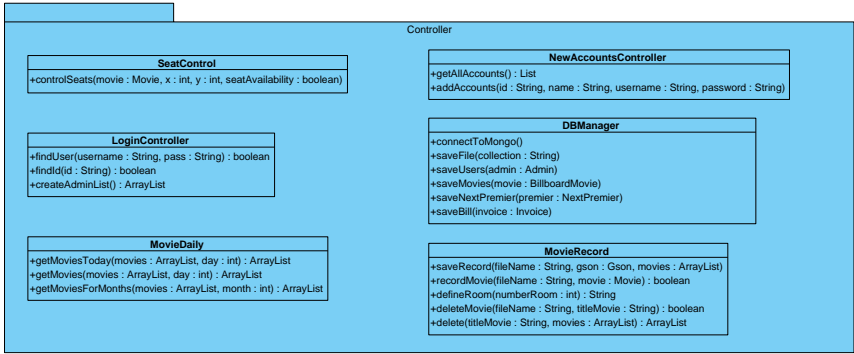 Controller
SeatControl
+controlSeats(movie : Movie, x : int, y : int, seatAvailability : boolean)
NewAccountsController
+getAllAccounts() : List
+addAccounts(id : String, name : String, username : String, password : String)
LoginController
+findUser(username : String, pass : String) : boolean
+findId(id : String) : boolean
+createAdminList() : ArrayList
DBManager
+connectToMongo()
+saveFile(collection : String)
+saveUsers(admin : Admin)
+saveMovies(movie : BillboardMovie)
+saveNextPremier(premier : NextPremier)
+saveBill(invoice : Invoice)
MovieDaily
+getMoviesToday(movies : ArrayList, day : int) : ArrayList
+getMovies(movies : ArrayList, day : int) : ArrayList
+getMoviesForMonths(movies : ArrayList, month : int) : ArrayList
MovieRecord
+saveRecord(fileName : String, gson : Gson, movies : ArrayList)
+recordMovie(fileName : String, movie : Movie) : boolean
+defineRoom(numberRoom : int) : String
+deleteMovie(fileName : String, titleMovie : String) : boolean
+delete(titleMovie : String, movies : ArrayList) : ArrayList